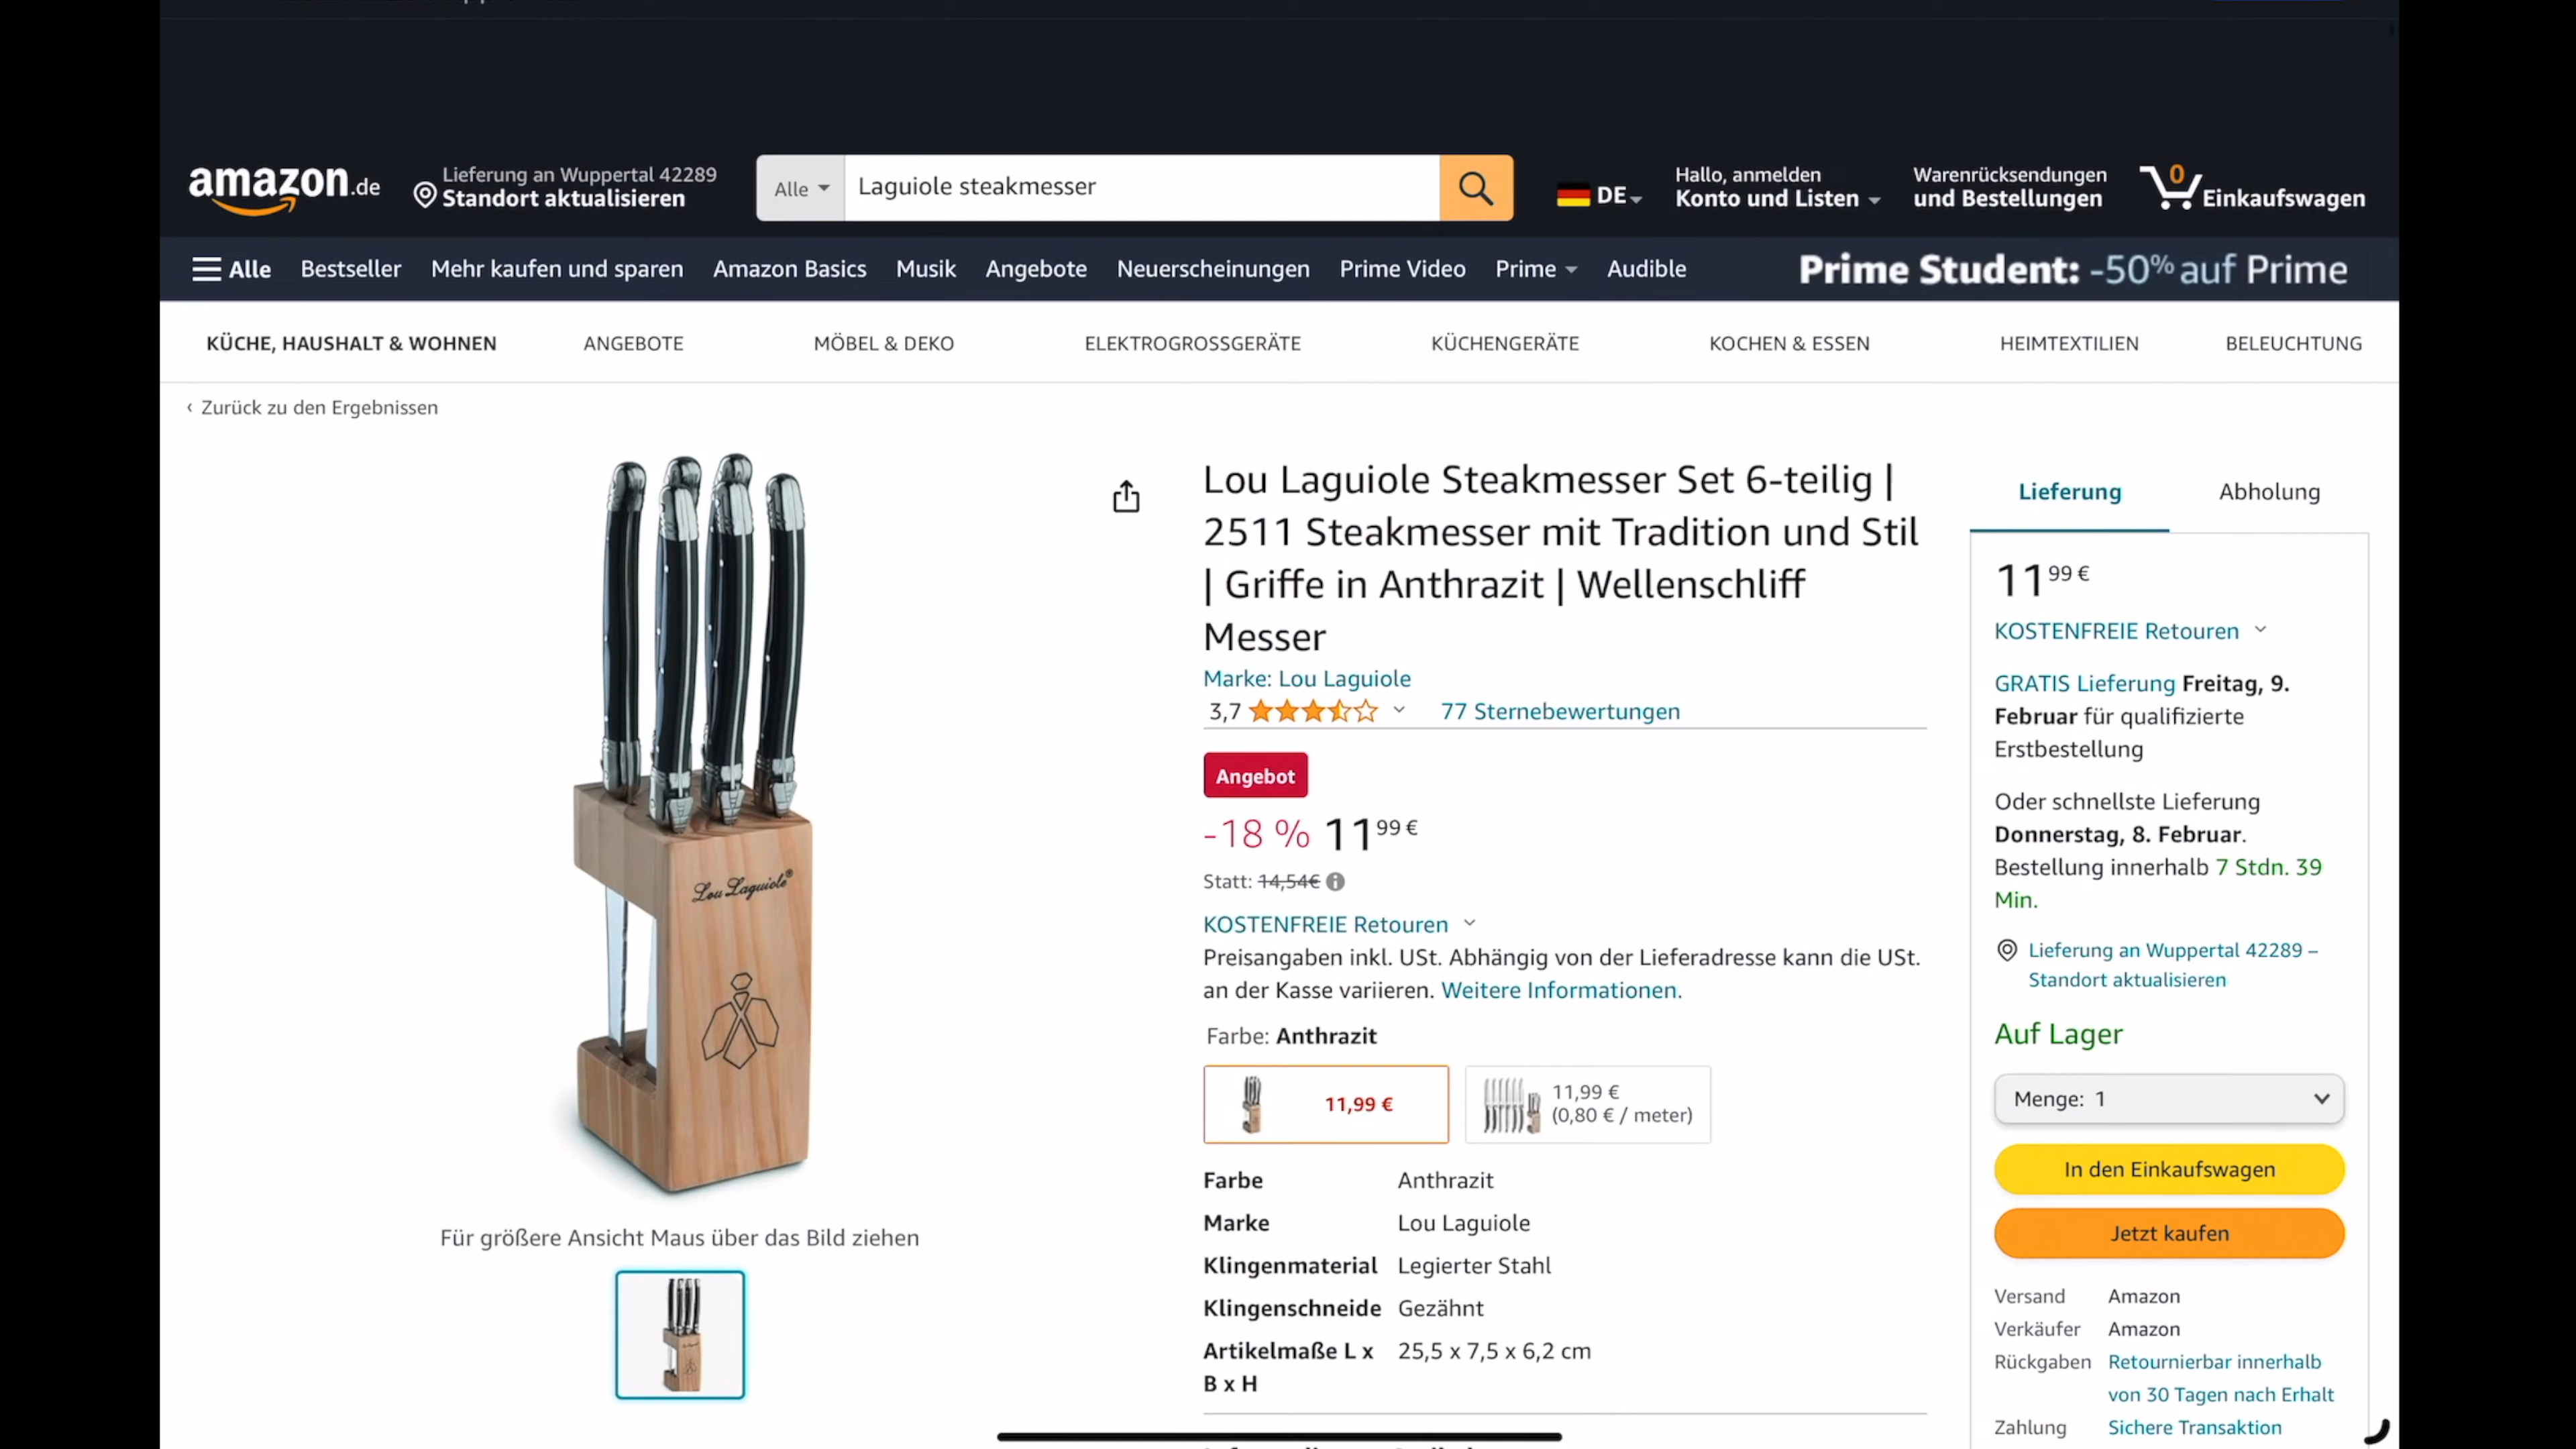 amazon.de
Lieferung an Wuppertal 42289
Standort aktualisieren
Alle
Laguiole steakmesser
DE
Hallo, anmelden
Konto und Listen
Warenrücksendungen
und Bestellungen
0
Einkaufswagen
Alle
Bestseller
Mehr kaufen und sparen
Amazon Basics
Musik
Angebote
Neuerscheinungen
Prime Video
Prime
Audible
Prime Student: -50% auf Prime
KÜCHE, HAUSHALT & WOHNEN
ANGEBOTE
MÖBEL & DEKO
ELEKTROGROSSGERÄTE
KÜCHENGERÄTE
KOCHEN & ESSEN
HEIMTEXTILIEN
BELEUCHTUNG
‹ Zurück zu den Ergebnissen
Lou Laguiole®
Für größere Ansicht Maus über das Bild ziehen
Lou Laguiole Steakmesser Set 6-teilig |
2511 Steakmesser mit Tradition und Stil
| Griffe in Anthrazit | Wellenschliff
Messer
Marke: Lou Laguiole
3,7
77 Sternebewertungen
Angebot
-18 % 11 99 €
Statt: 14,54€
KOSTENFREIE Retouren
Preisangaben inkl. USt. Abhängig von der Lieferadresse kann die USt.
an der Kasse variieren. Weitere Informationen.
Farbe: Anthrazit
11,99 €
11,99 €
(0,80 € / meter)
Farbe Anthrazit
Marke Lou Laguiole
Klingenmaterial Legierter Stahl
Klingenschneide Gezähnt
Artikelmaße L x 25,5 x 7,5 x 6,2 cm
B x H
Lieferung
Abholung
11 99 €
KOSTENFREIE Retouren
GRATIS Lieferung Freitag, 9.
Februar für qualifizierte
Erstbestellung
Oder schnellste Lieferung
Donnerstag, 8. Februar.
Bestellung innerhalb 7 Stdn. 39
Min.
Lieferung an Wuppertal 42289 –
Standort aktualisieren
Auf Lager
Menge: 1
In den Einkaufswagen
Jetzt kaufen
Versand Amazon
Verkäufer Amazon
Rückgaben Retournierbar innerhalb
von 30 Tagen nach Erhalt
Zahlung Sichere Transaktion